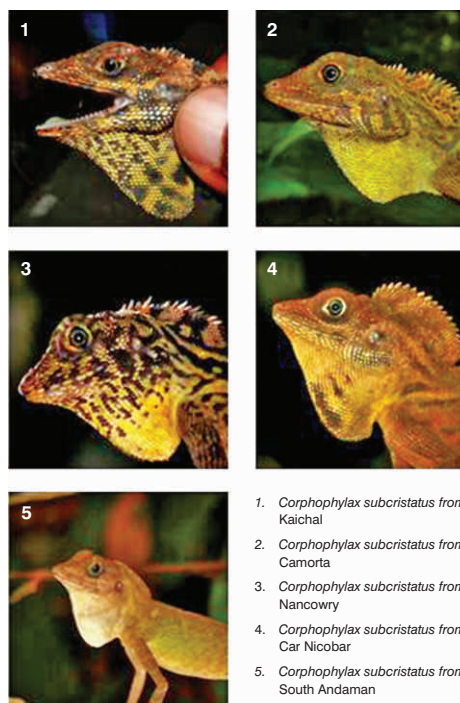 1
2
3
4
5
1. Corphophylax subcristatus from
Kaichal
2. Corphophylax subcristatus from
Camorta
3. Corphophylax subcristatus from
Nancowry
4. Corphophylax subcristatus from
Car Nicobar
5. Corphophylax subcristatus from
South Andaman